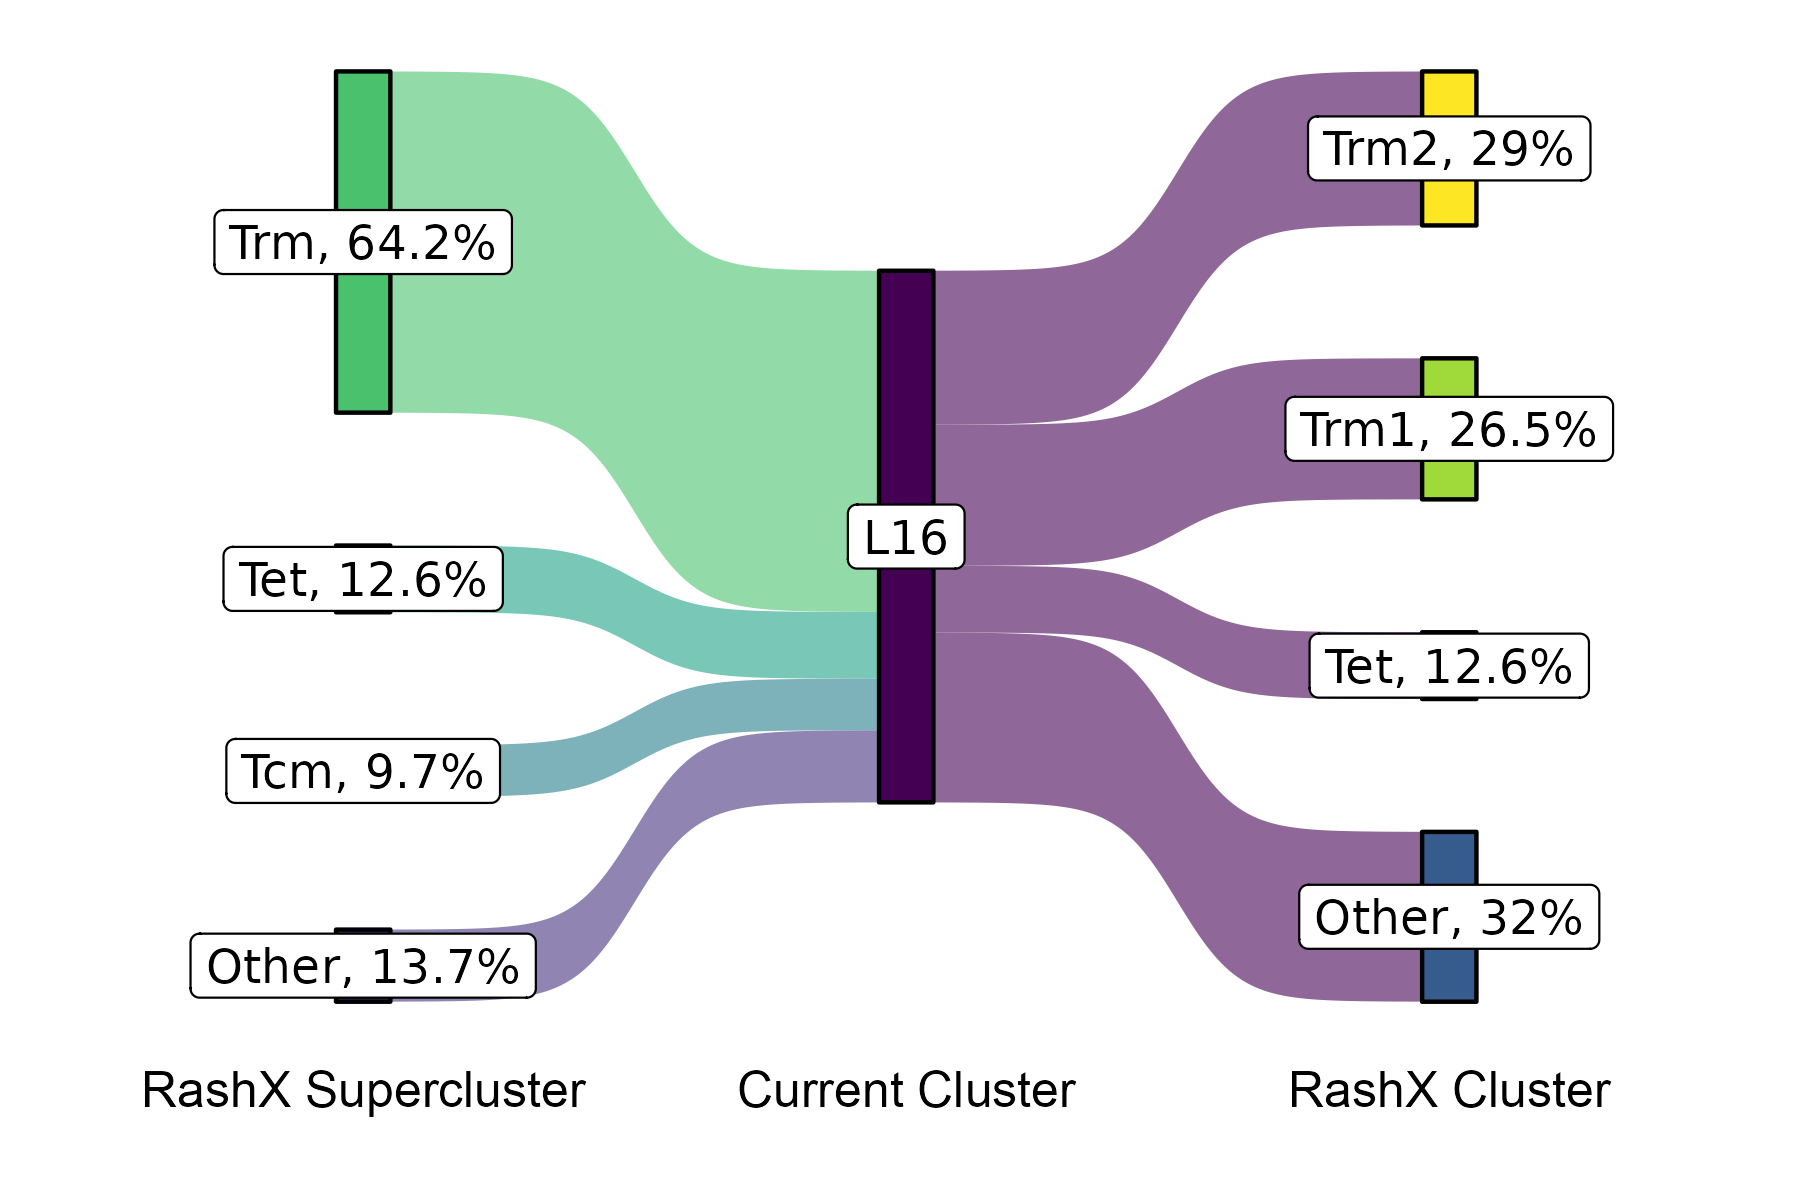 Trm, 64.2%
Tet, 12.6%
Tcm, 9.7%
Other, 13.7%
L16
Trm2, 29%
Trm1, 26.5%
Tet, 12.6%
Other, 32%
RashX Supercluster
Current Cluster
RashX Cluster